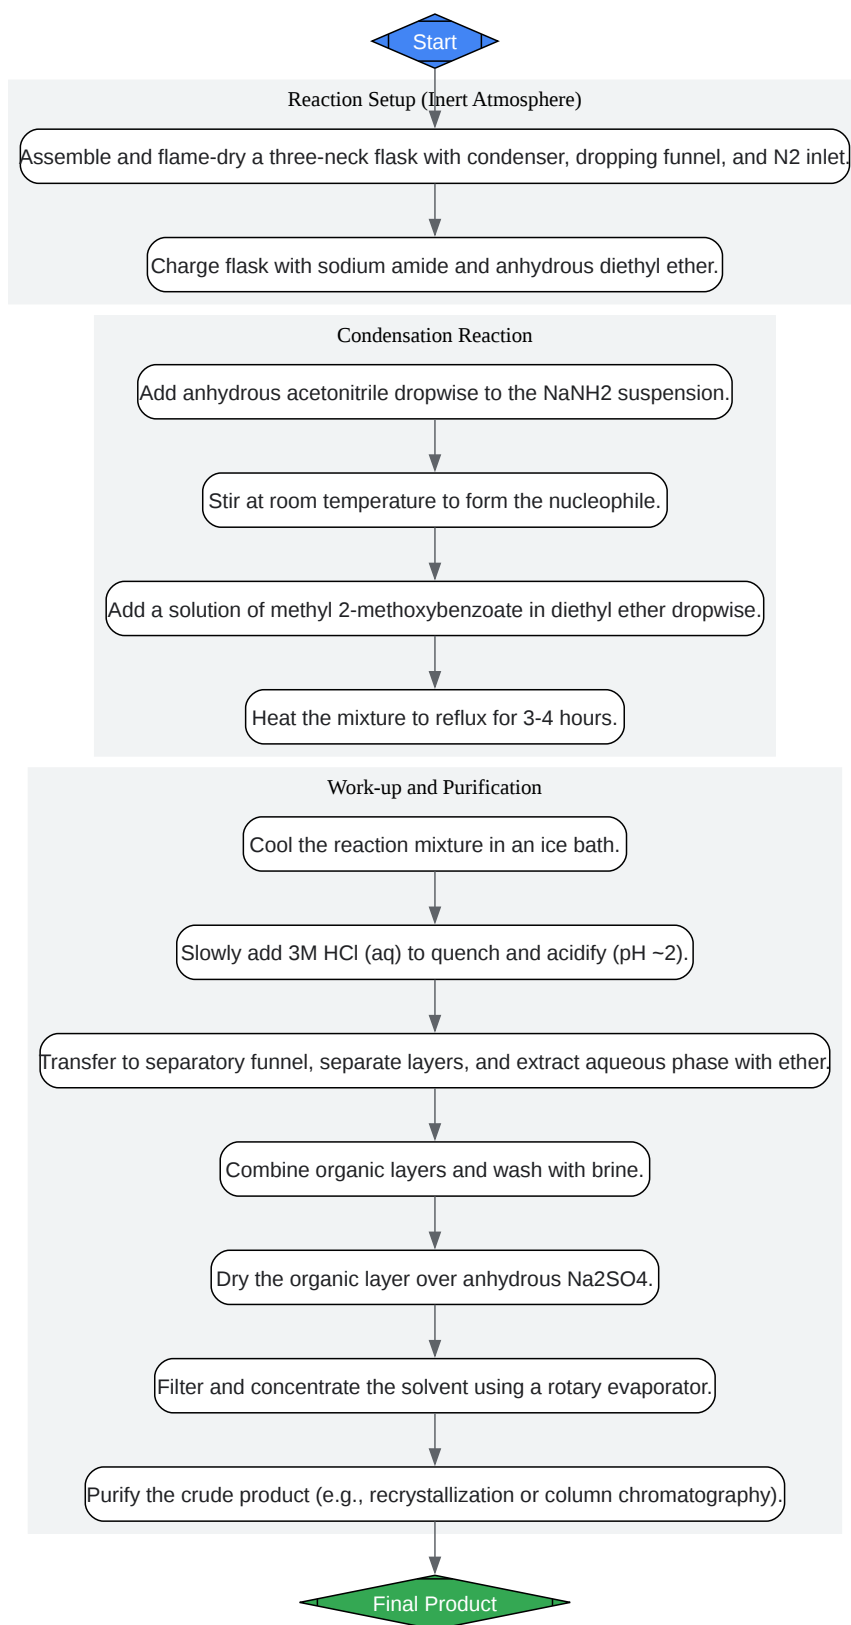 Start
Reaction Setup (Inert Atmosphere)
Assemble and flame-dry a three-neck flask with condenser, dropping funnel, and N2 inlet.
Charge flask with sodium amide and anhydrous diethyl ether.
Condensation Reaction
Add anhydrous acetonitrile dropwise to the NaNH2 suspension.
Stir at room temperature to form the nucleophile.
Add a solution of methyl 2-methoxybenzoate in diethyl ether dropwise.
Heat the mixture to reflux for 3-4 hours.
Work-up and Purification
Cool the reaction mixture in an ice bath.
Slowly add 3M HCl (aq) to quench and acidify (pH ~2).
Transfer to separatory funnel, separate layers, and extract aqueous phase with ether.
Combine organic layers and wash with brine.
Dry the organic layer over anhydrous Na2SO4.
Filter and concentrate the solvent using a rotary evaporator.
Purify the crude product (e.g., recrystallization or column chromatography).
Final Product